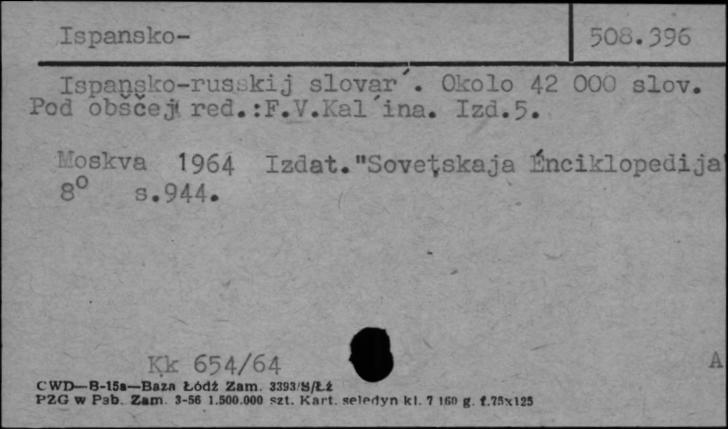 Ispansko-
508.396
Ispansko-russkij slovar´. Okolo 42 000 slov.
Pod obščej red.:F.V.Kal´ina. Izd.5.
Moskva 1964 Izdat."Sovetskaja Énciklopedija"
8° s.944.
Kk 654/64
A
CWD—B-15a—Baza Łódź Zam. 3393/S/Łż
PZG w Pab. Zam. 3-56 1.500.000 szt. Kart. seledyn kl. 7 160 g. f.75x125